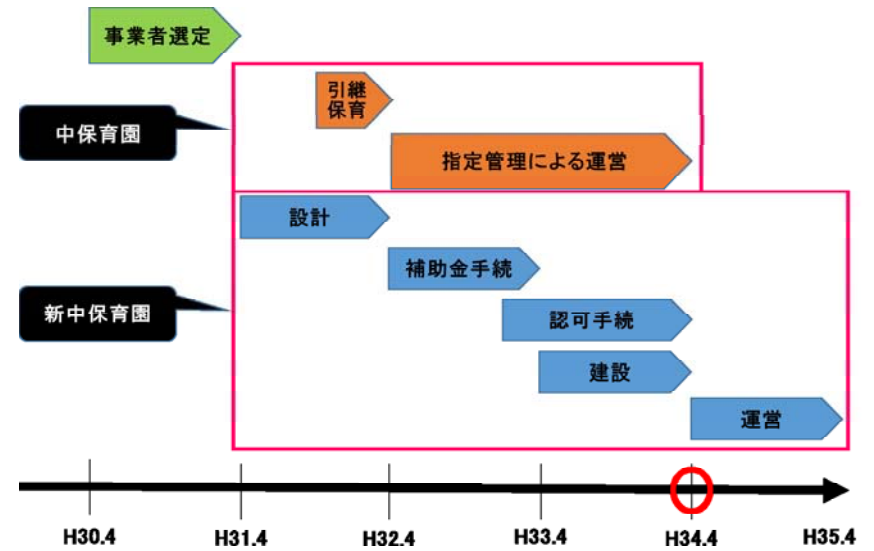 事業者選定
中保育園
引継
保育
指定管理による運営
設計
補助金手続
新中保育園
認可手続
建設
運営
H30.4
H31.4
H32.4
H33.4
H34.4
H35.4